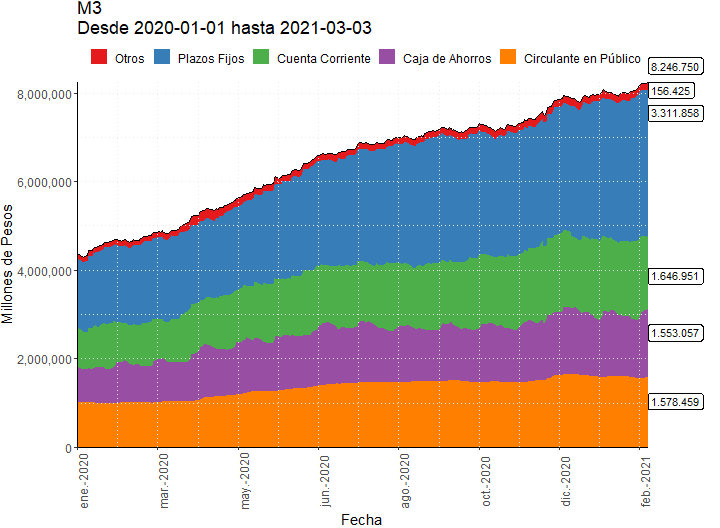 M3
Desde 2020-01-01 hasta 2021-03-03
Otros Plazos Fijos Cuenta Corriente Caja de Ahorros Circulante en Público
8.246.750
156.425
3.311.858
1.646.951
1.553.057
1.578.459
8,000,000
6,000,000
4,000,000
2,000,000
0
Millones de Pesos
ene.-2020
mar.-2020
may.-2020
jun.-2020
ago.-2020
oct.-2020
dic.-2020
feb.-2021
Fecha